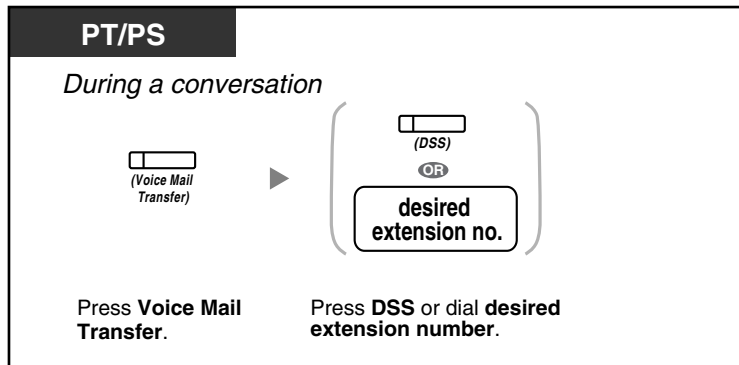 PT/PS
During a conversation
(Voice Mail
Transfer)
(DSS)
OR
desired
extension no.
Press Voice Mail
Transfer.
Press DSS or dial desired
extension number.